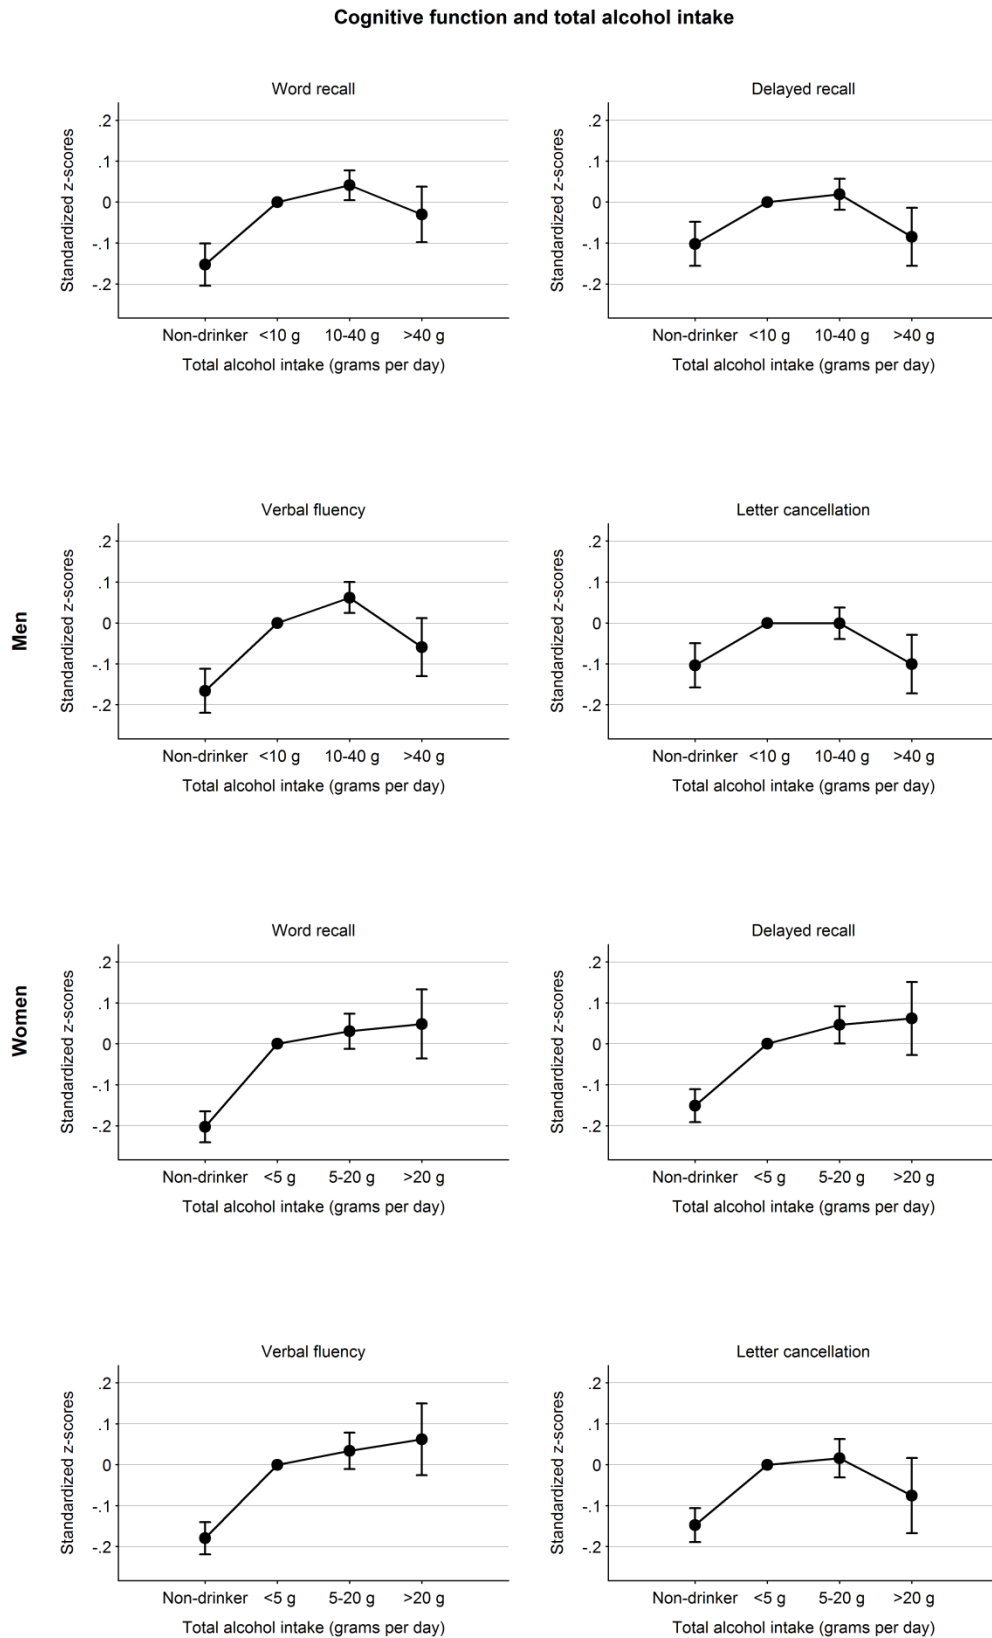 Cognitive function and total alcohol intake
Men
Word recall
Standardized z-scores
.2
.1
0
-.1
-.2
Non-drinker <10 g 10-40 g >40 g
Total alcohol intake (grams per day)
Delayed recall
Standardized z-scores
.2
.1
0
-.1
-.2
Non-drinker <10 g 10-40 g >40 g
Total alcohol intake (grams per day)
Verbal fluency
Standardized z-scores
.2
.1
0
-.1
-.2
Non-drinker <10 g 10-40 g >40 g
Total alcohol intake (grams per day)
Letter cancellation
Standardized z-scores
.2
.1
0
-.1
-.2
Non-drinker <10 g 10-40 g >40 g
Total alcohol intake (grams per day)
Women
Word recall
Standardized z-scores
.2
.1
0
-.1
-.2
Non-drinker <5 g 5-20 g >20 g
Total alcohol intake (grams per day)
Delayed recall
Standardized z-scores
.2
.1
0
-.1
-.2
Non-drinker <5 g 5-20 g >20 g
Total alcohol intake (grams per day)
Verbal fluency
Standardized z-scores
.2
.1
0
-.1
-.2
Non-drinker <5 g 5-20 g >20 g
Total alcohol intake (grams per day)
Letter cancellation
Standardized z-scores
.2
.1
0
-.1
-.2
Non-drinker <5 g 5-20 g >20 g
Total alcohol intake (grams per day)